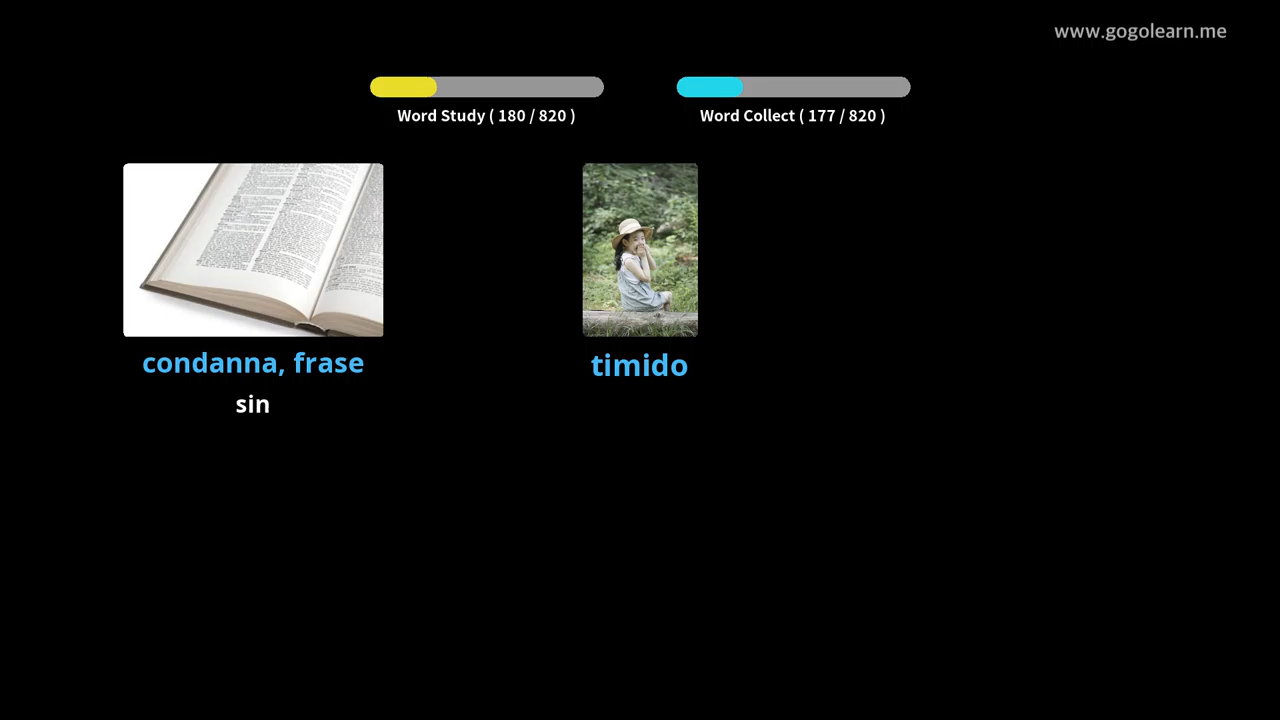 www.gogolearn.me
Word Study ( 180 / 820 )
Word Collect ( 177 / 820 )
condanna, frase
sin
timido